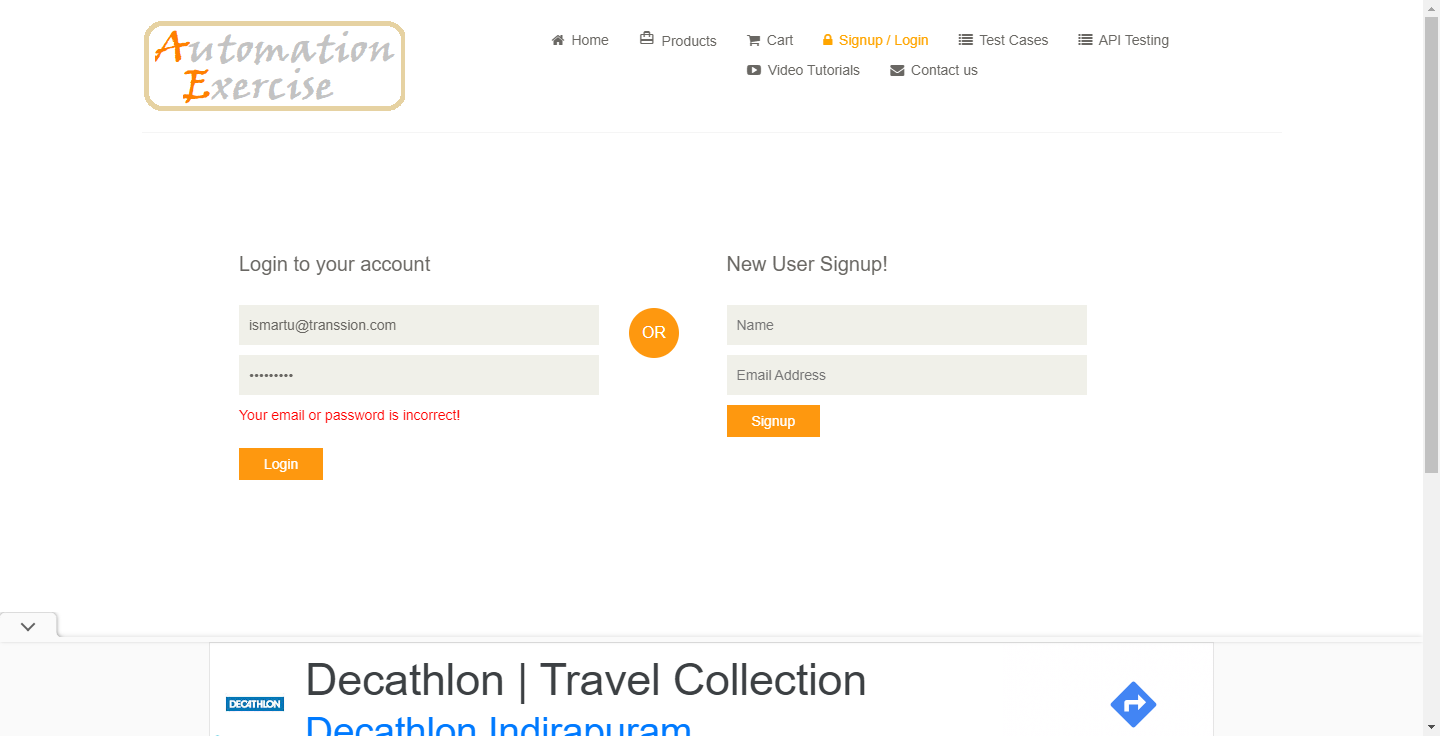 Automation
Exercise
Home
Products
Cart
Signup / Login
Test Cases
API Testing
Video Tutorials
Contact us
Login to your account
ismartu@transsion.com
•••••••••
Your email or password is incorrect!
Login
OR
New User Signup!
Name
Email Address
Signup
DECATHLON
Decathlon | Travel Collection
Decathlon Indirapuram